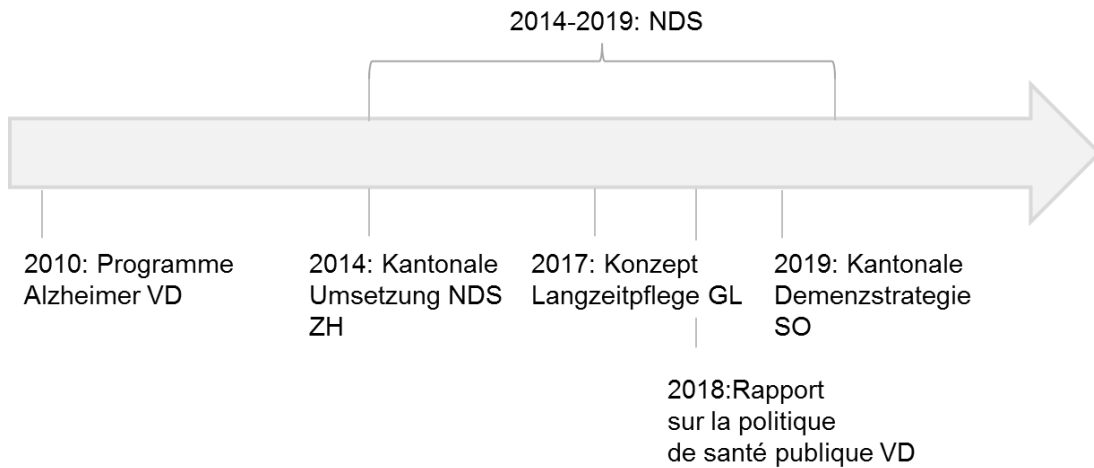 2014-2019: NDS
2010: Programme
Alzheimer VD
2014: Kantonale
Umsetzung NDS
ZH
2017: Konzept
Langzeitpflege GL
2019: Kantonale
Demenzstrategie
SO
2018:Rapport
sur la politique
de santé publique VD